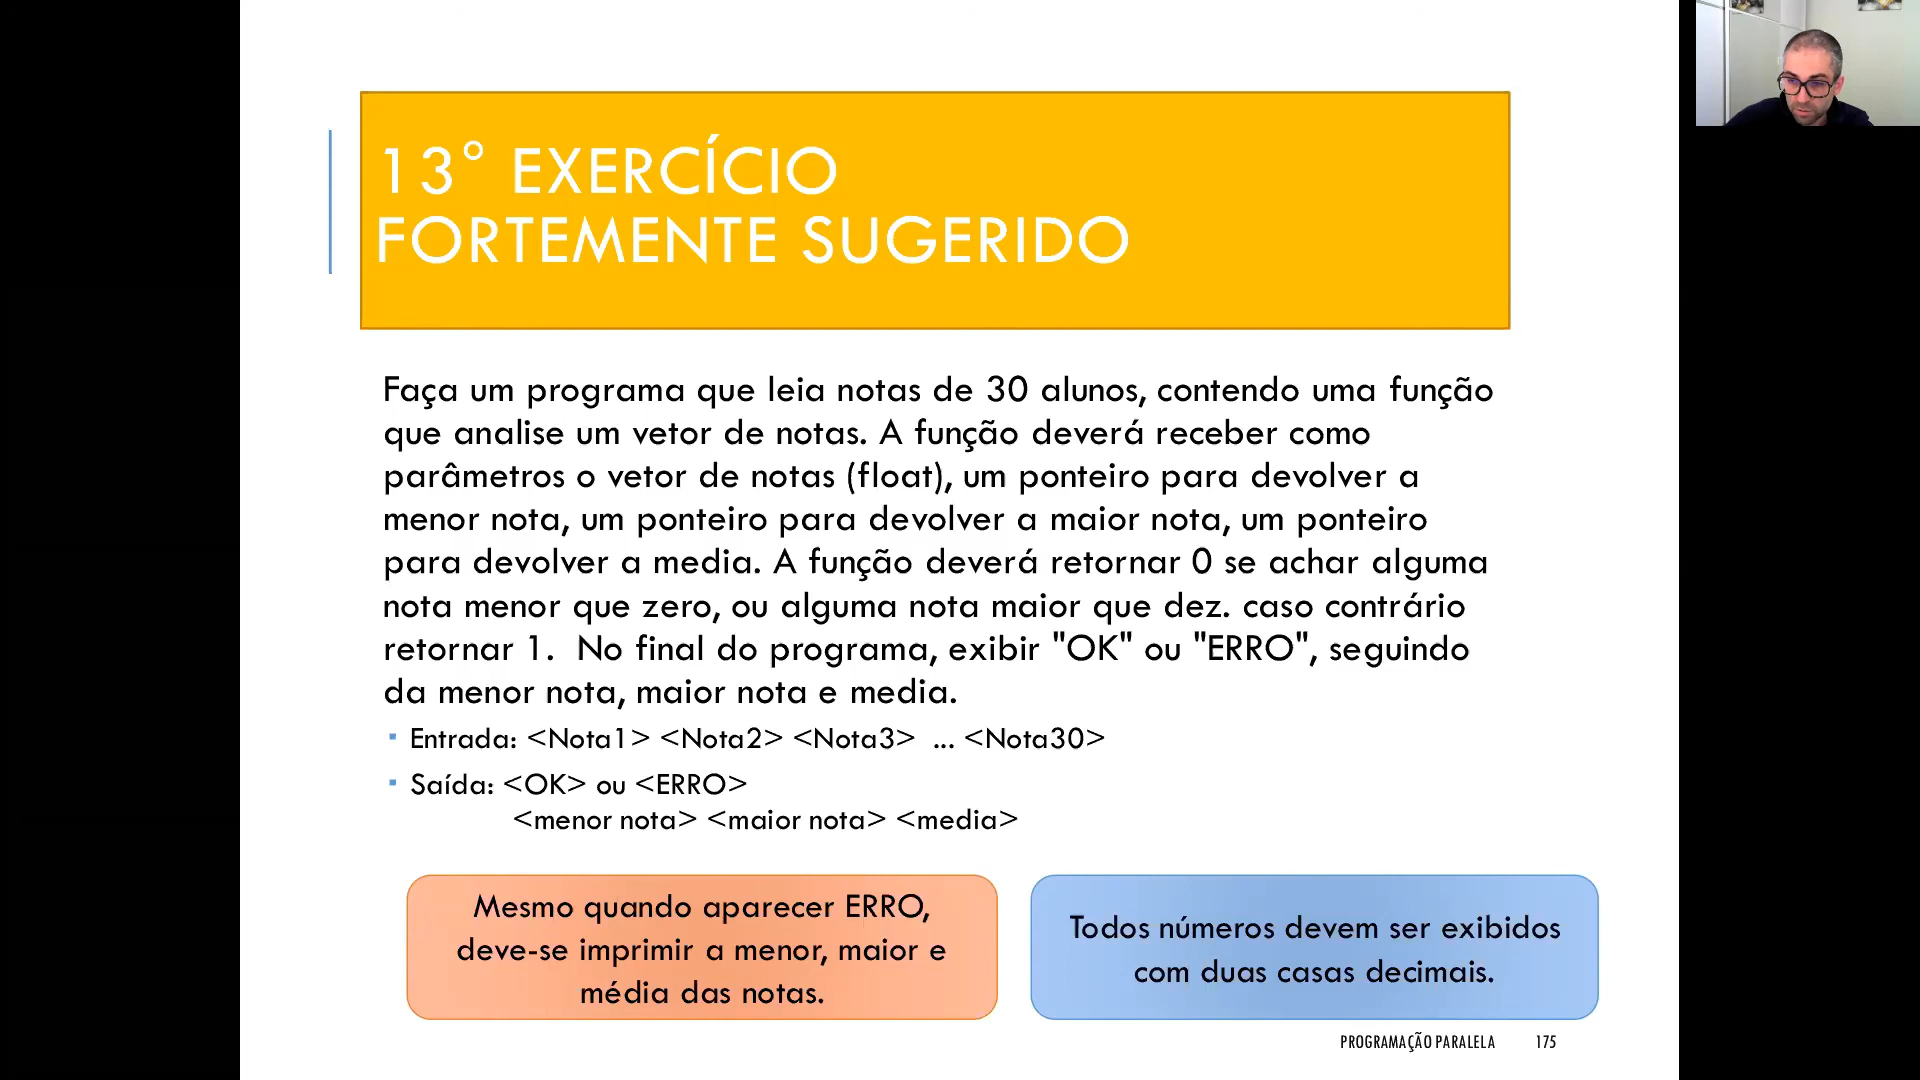 13° EXERCÍCIO
FORTEMENTE SUGERIDO
Faça um programa que leia notas de 30 alunos, contendo uma função
que analise um vetor de notas. A função deverá receber como
parâmetros o vetor de notas (float), um ponteiro para devolver a
menor nota, um ponteiro para devolver a maior nota, um ponteiro
para devolver a media. A função deverá retornar 0 se achar alguma
nota menor que zero, ou alguma nota maior que dez. caso contrário
retornar 1.  No final do programa, exibir "OK" ou "ERRO", seguindo
da menor nota, maior nota e media.
▪ Entrada: <Nota1> <Nota2> <Nota3>  ... <Nota30>
▪ Saída: <OK> ou <ERRO>
<menor nota> <maior nota> <media>
Mesmo quando aparecer ERRO,
deve-se imprimir a menor, maior e
média das notas.
Todos números devem ser exibidos
com duas casas decimais.
PROGRAMAÇÃO PARALELA 175